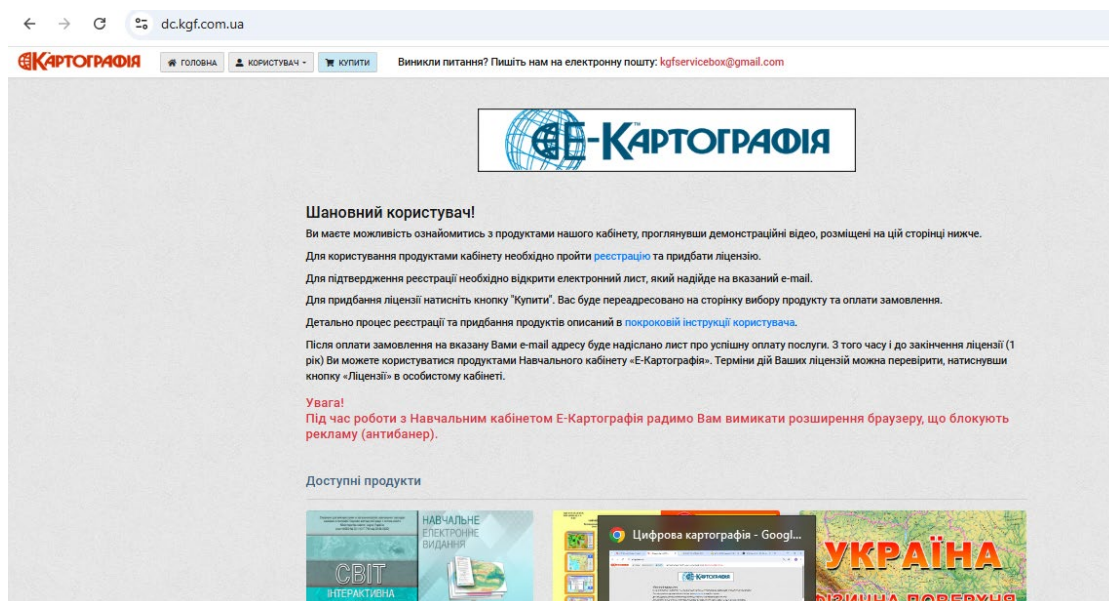 dc.kgf.com.ua
КАРТОГРАФІЯ
ГОЛОВНА
КОРИСТУВАЧ
КУПИТИ
Виникли питання? Пишіть нам на електронну пошту: kgfservicebox@gmail.com
Е-КАРТОГРАФІЯ
Шановний користувач!
Ви маєте можливість ознайомитись з продуктами нашого кабінету, проглянувши демонстраційні відео, розміщені на цій сторінці нижче.
Для користування продуктами кабінету необхідно пройти реєстрацію та придбати ліцензію.
Для підтвердження реєстрації необхідно відкрити електронний лист, який надійде на вказаний e-mail.
Для придбання ліцензії натисніть кнопку "Купити". Вас буде переадресовано на сторінку вибору продукту та оплати замовлення.
Детально процес реєстрації та придбання продуктів описаний в покроковій інструкції користувача.
Після оплати замовлення на вказану Вами e-mail адресу буде надіслано лист про успішну оплату послуги. З того часу і до закінчення ліцензії (1
рік) Ви можете користуватися продуктами Навчального кабінету «Е-Картографія». Терміни дій Ваших ліцензій можна перевірити, натиснувши
кнопку «Ліцензії» в особистому кабінеті.
Увага!
Під час роботи з Навчальним кабінетом Е-Картографія радимо Вам вимикати розширення браузеру, що блокують
рекламу (антибанер).
Доступні продукти
НАВЧАЛЬНЕ
ЕЛЕКТРОННЕ
ВИДАННЯ
СВІТ
ІНТЕРАКТИВНА
Цифрова картографія - Googl...
УКРАЇНА
ФІЗИЧНА ПОВЕРХНЯ